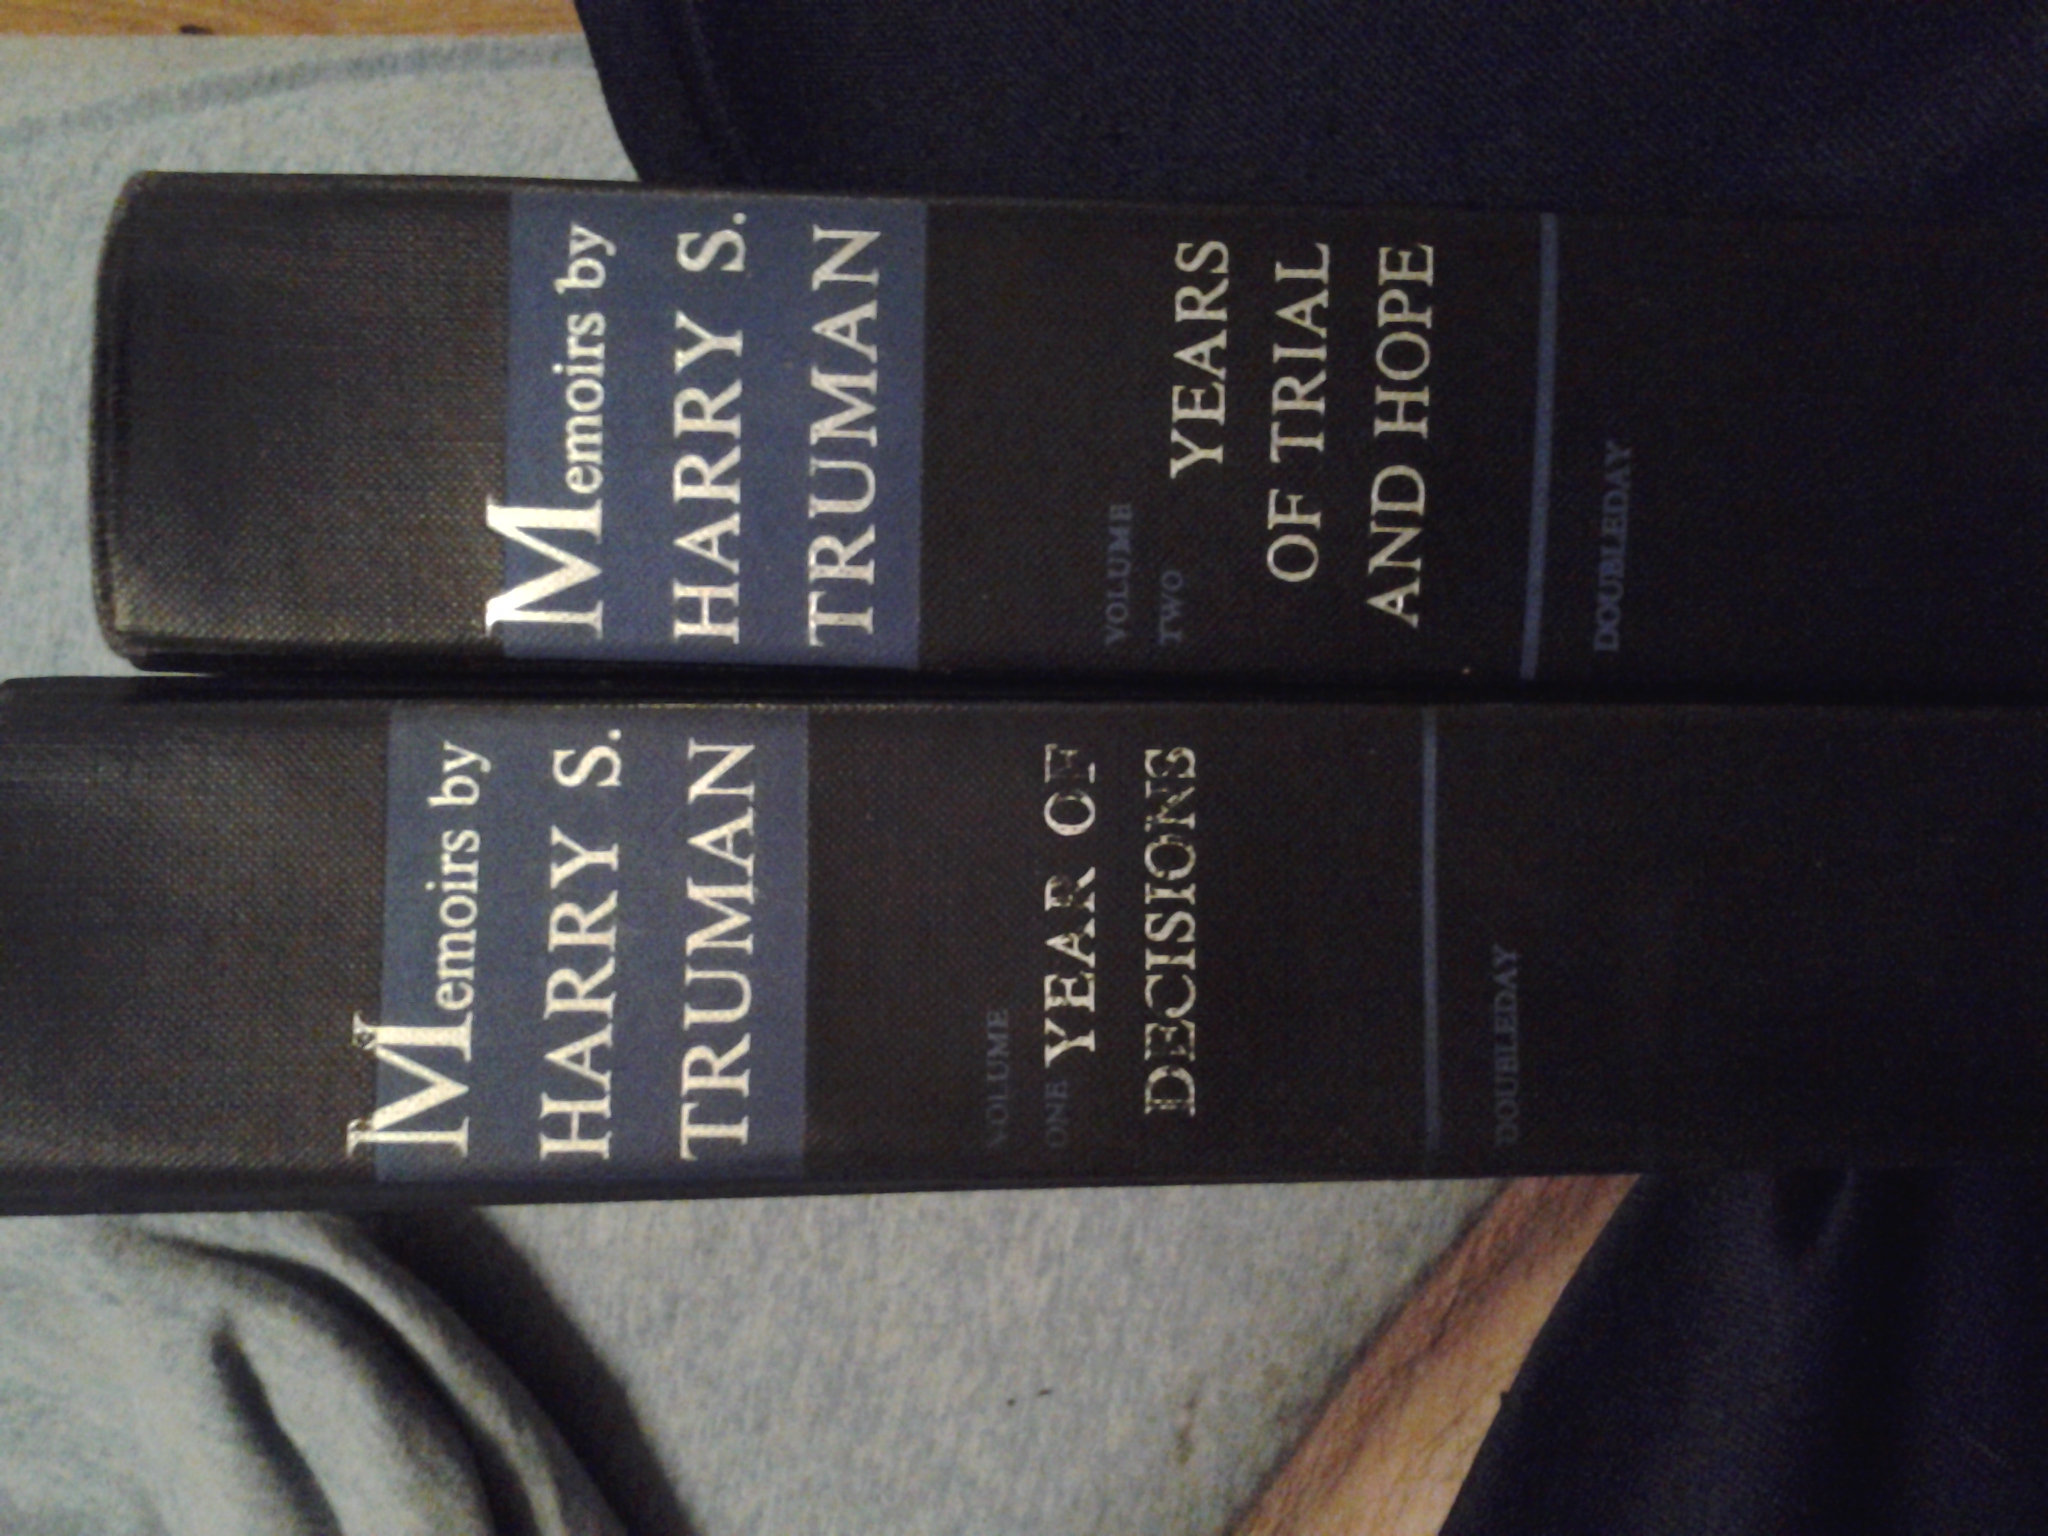 Memoirs by
HARRY S.
TRUMAN
VOLUME
TWO
YEARS
OF TRIAL
AND HOPE
DOUBLEDAY
Memoirs by
HARRY S.
TRUMAN
VOLUME
ONE YEAR OF
DECISIONS
DOUBLEDAY